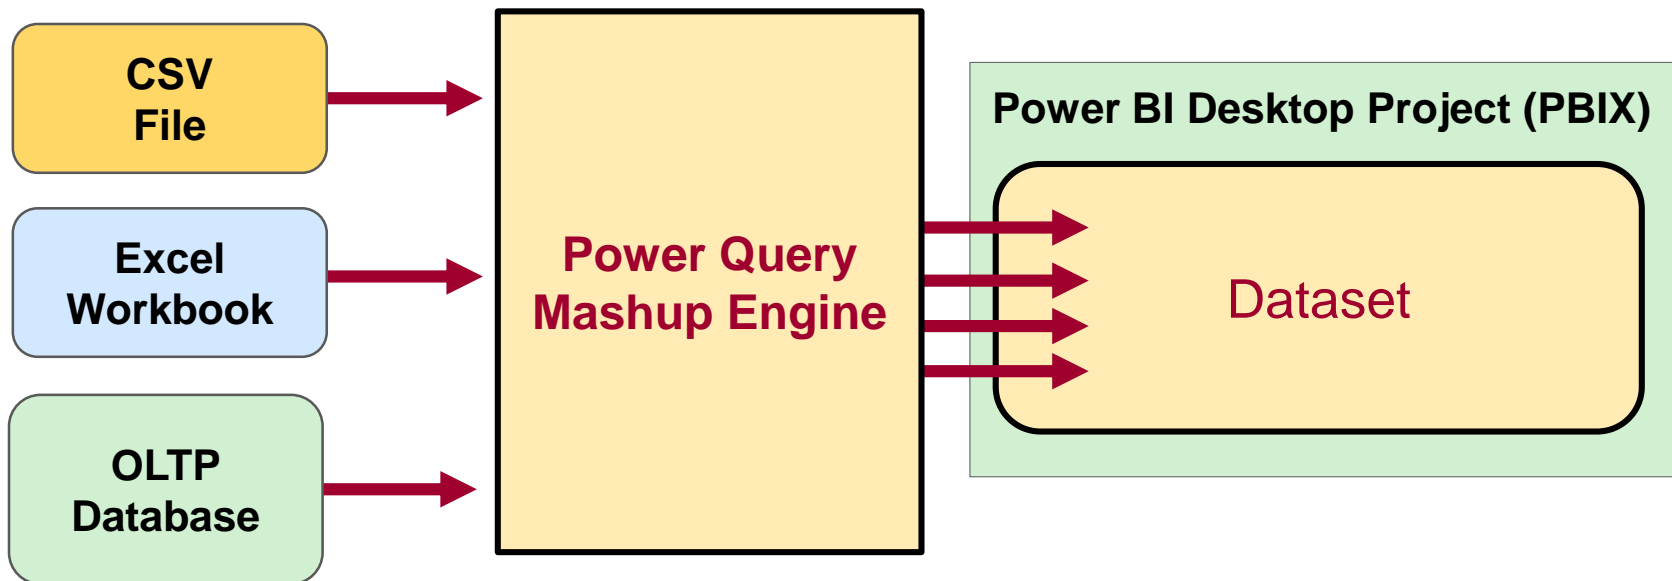 CSV
File
Excel
Workbook
OLTP
Database
Power Query
Mashup Engine
Power BI Desktop Project (PBIX)
Dataset